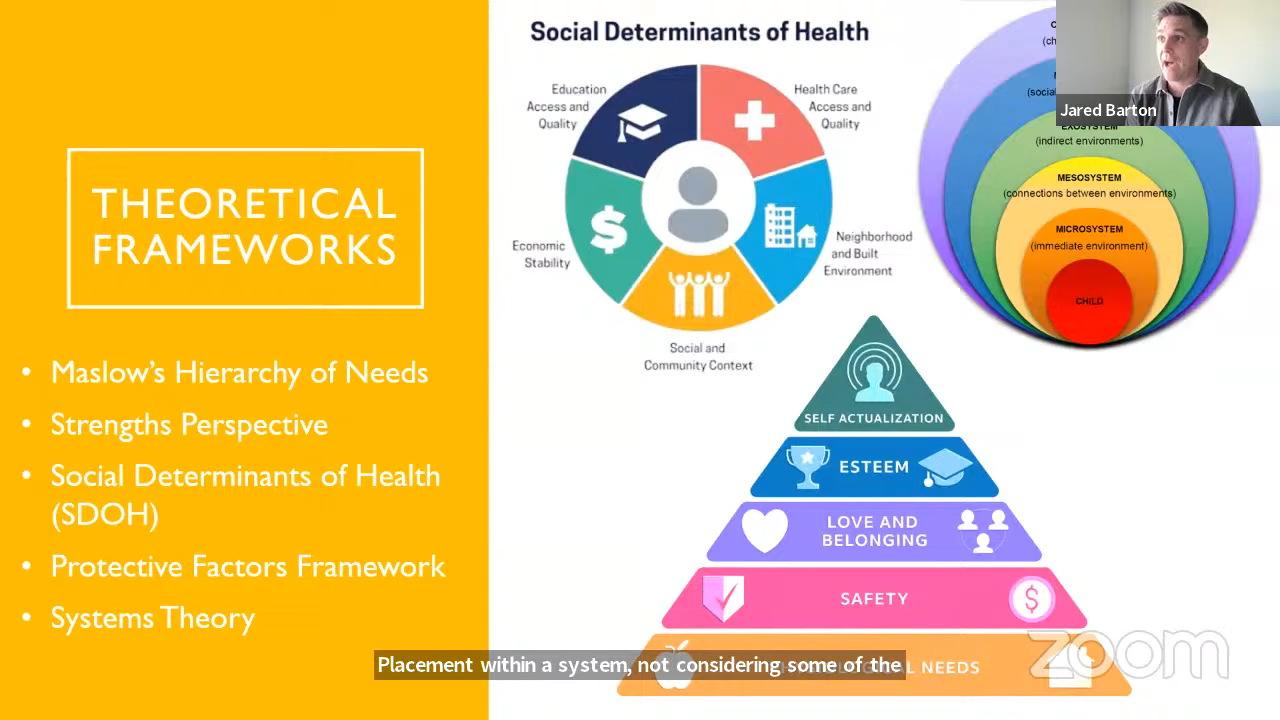 THEORETICAL
FRAMEWORKS
• Maslow's Hierarchy of Needs
• Strengths Perspective
• Social Determinants of Health
(SDOH)
• Protective Factors Framework
• Systems Theory
Social Determinants of Health
Education
Access and
Quality
Health Care
Access and
Quality
Economic
Stability
Neighborhood
and Built
Environment
Social and
Community Context
(social
EXOSYSTEM
(indirect environments)
MESOSYSTEM
(connections between environments)
MICROSYSTEM
(immediate environment)
CHILD
Jared Barton
SELF ACTUALIZATION
ESTEEM
LOVE AND
BELONGING
SAFETY
NEEDS
Placement within a system, not considering some of the
zoom